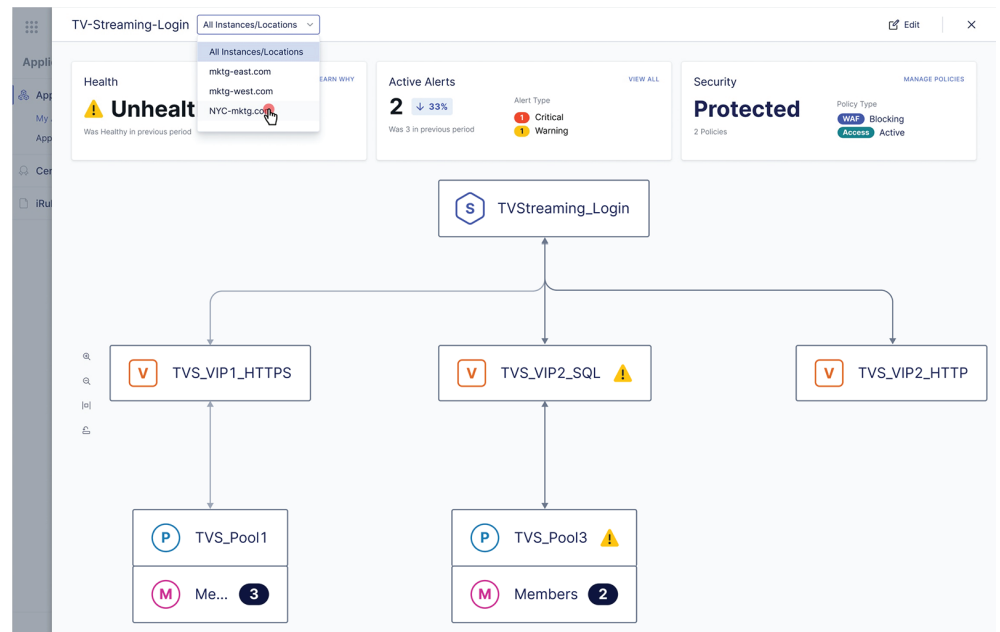 TV-Streaming-Login
All Instances/Locations
Edit
All Instances/Locations
mktg-east.com
mktg-west.com
NYC-mktg.com
Appli
App
My
App
Cer
iRul
Health
EARN WHY
Unhealt
Was Healthy in previous period
Active Alerts
VIEW ALL
2
33%
Was 3 in previous period
Alert Type
1 Critical
1 Warning
Security
MANAGE POLICIES
Protected
2 Policies
Policy Type
WAF Blocking
Access Active
S TVStreaming_Login
V TVS_VIP1_HTTPS
V TVS_VIP2_SQL
V TVS_VIP2_HTTP
P TVS_Pool1
M Me... 3
P TVS_Pool3
M Members 2